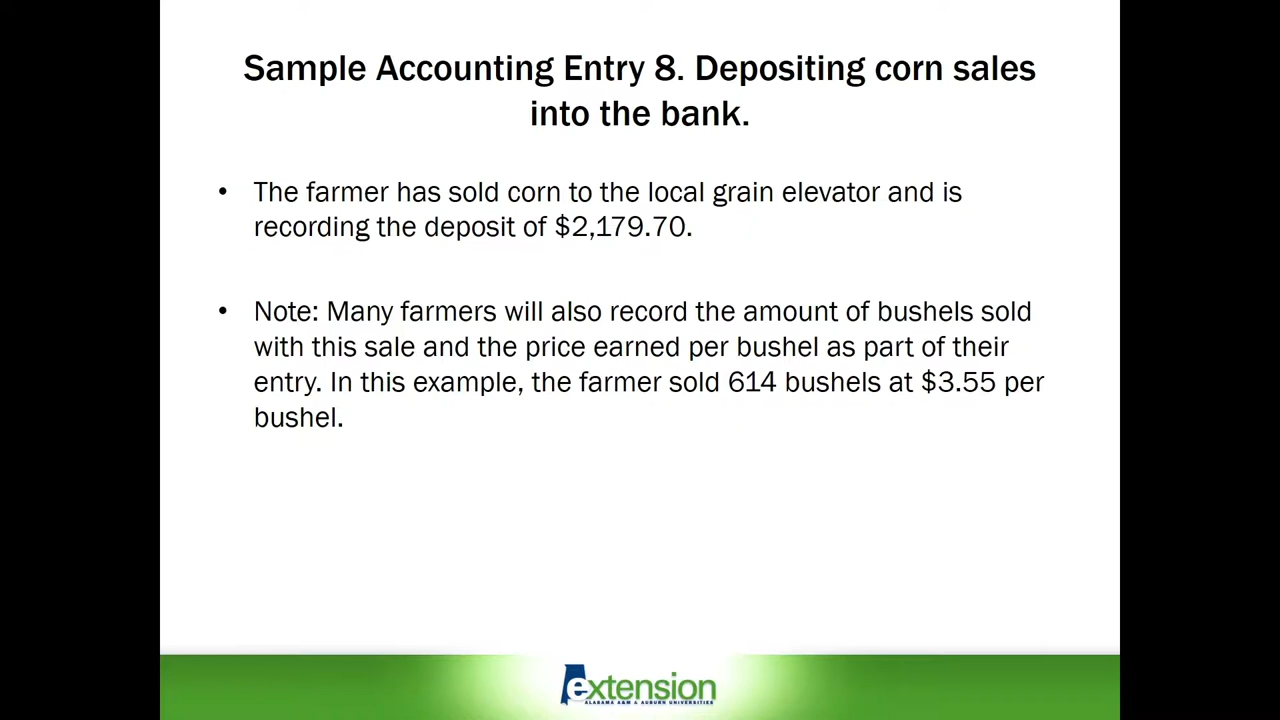 Sample Accounting Entry 8. Depositing corn sales
into the bank.
• The farmer has sold corn to the local grain elevator and is
recording the deposit of $2,179.70.
• Note: Many farmers will also record the amount of bushels sold
with this sale and the price earned per bushel as part of their
entry. In this example, the farmer sold 614 bushels at $3.55 per
bushel.
extension
ALABAMA A&M & AUBURN UNIVERSITIES